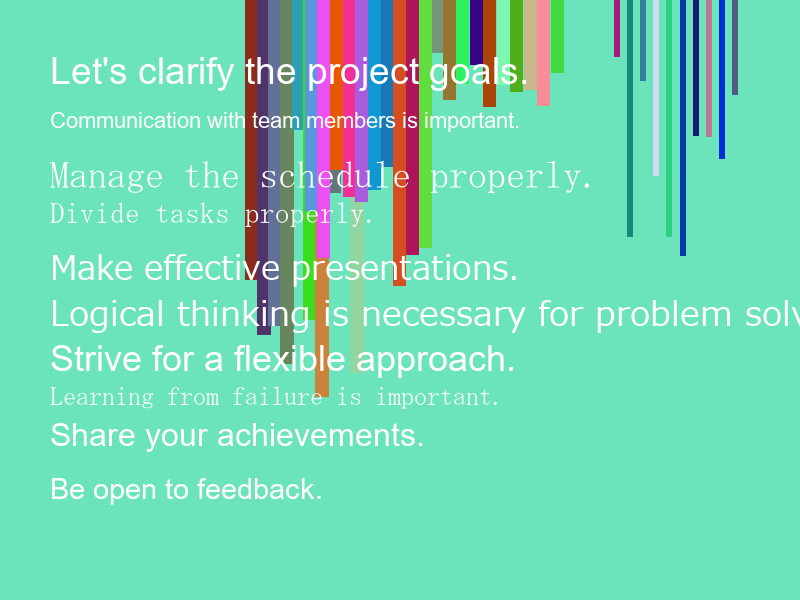 Let's clarify the project goals.
Communication with team members is important.
Manage the schedule properly.
Divide tasks properly.
Make effective presentations.
Logical thinking is necessary for problem
Strive for a flexible approach.
Learning from failure is important.
Share your achievements.
Be open to feedback.